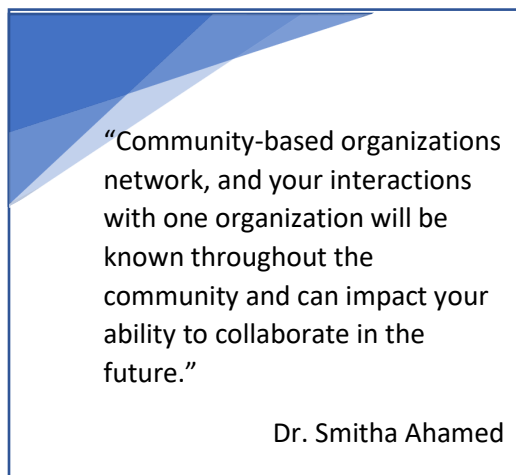 “Community-based organizations
network, and your interactions
with one organization will be
known throughout the
community and can impact your
ability to collaborate in the
future.”
Dr. Smitha Ahamed